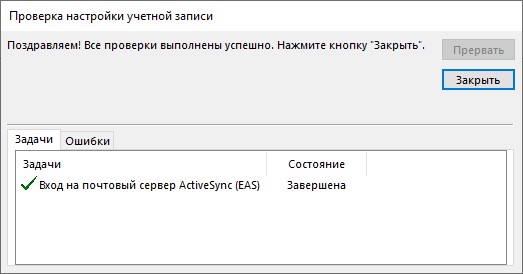 Проверка настройки учетной записи
Поздравляем! Все проверки выполнены успешно. Нажмите кнопку "Закрыть".
Прервать
Закрыть
Задачи Ошибки
Задачи Состояние
Вход на почтовый сервер ActiveSync (EAS) Завершена